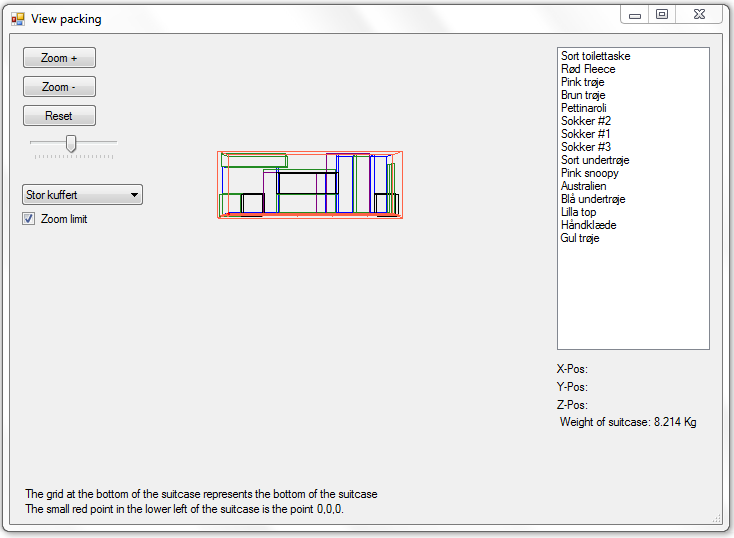 View packing
Zoom +
Zoom -
Reset
Stor kuffert
Zoom limit
Sort toilettaske
Rød Fleece
Pink trøje
Brun trøje
Pettinaroli
Sokker #2
Sokker #1
Sokker #3
Sort undertrøje
Pink snoopy
Australien
Blå undertrøje
Lilla top
Håndklæde
Gul trøje
X-Pos:
Y-Pos:
Z-Pos:
Weight of suitcase: 8.214 Kg
The grid at the bottom of the suitcase represents the bottom of the suitcase
The small red point in the lower left of the suitcase is the point 0,0,0.